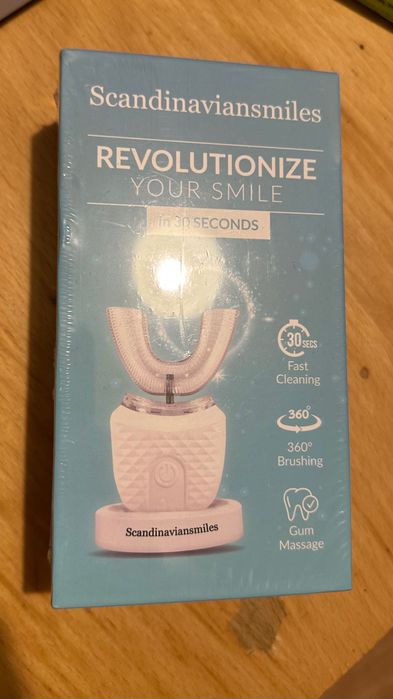 Scandinaviansmiles
REVOLUTIONIZE
YOUR SMILE
in 30 SECONDS
30 SECS
Fast
Cleaning
360°
360°
Brushing
Gum
Massage
Scandinaviansmiles